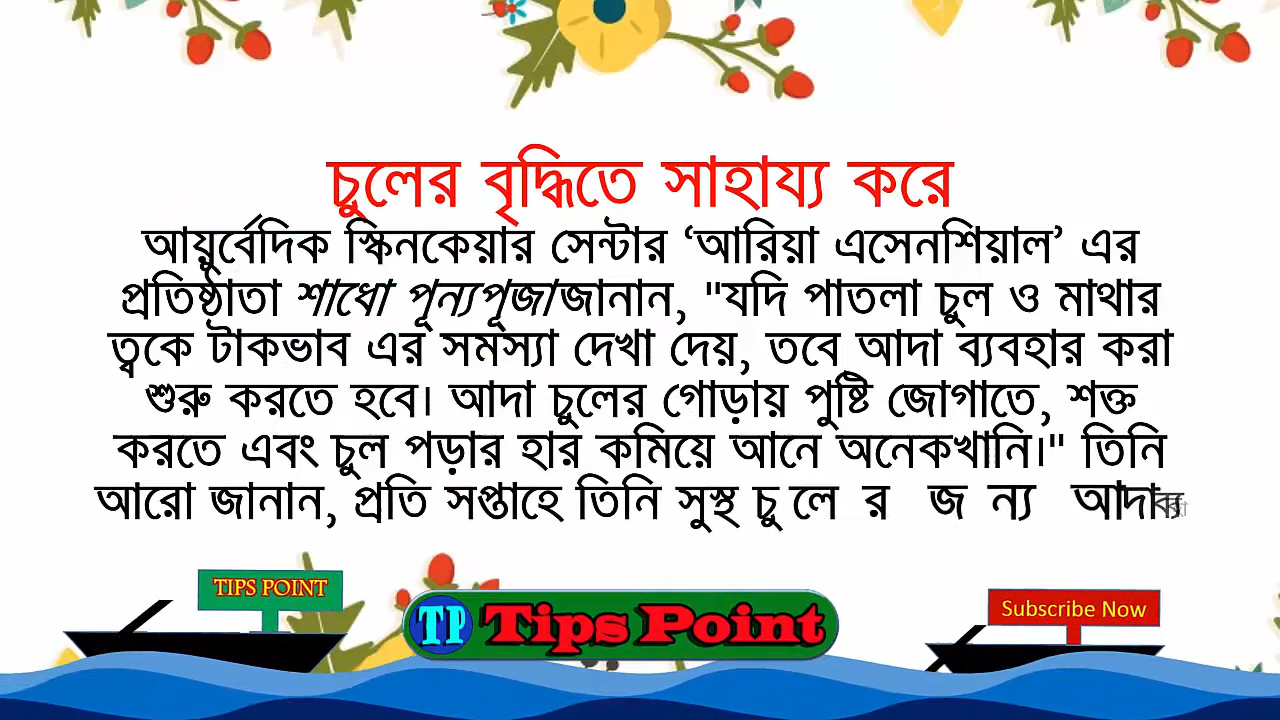 চুলের বৃদ্ধিতে সাহায্য করে
আয়ুর্বেদিক স্কিনকেয়ার সেন্টার ‘আরিয়া এসেনশিয়াল’ এর
প্রতিষ্ঠাতা শাধো পূন্যপূজা জানান, "যদি পাতলা চুল ও মাথার
ত্বকে টাকভাব এর সমস্যা দেখা দেয়, তবে আদা ব্যবহার করা
শুরু করতে হবে। আদা চুলের গোড়ায় পুষ্টি জোগাতে, শক্ত
করতে এবং চুল পড়ার হার কমিয়ে আনে অনেকখানি।" তিনি
আরো জানান, প্রতি সপ্তাহে তিনি সুস্থ চুলের জন্য আদা
TIPS POINT
TP Tips Point
Subscribe Now